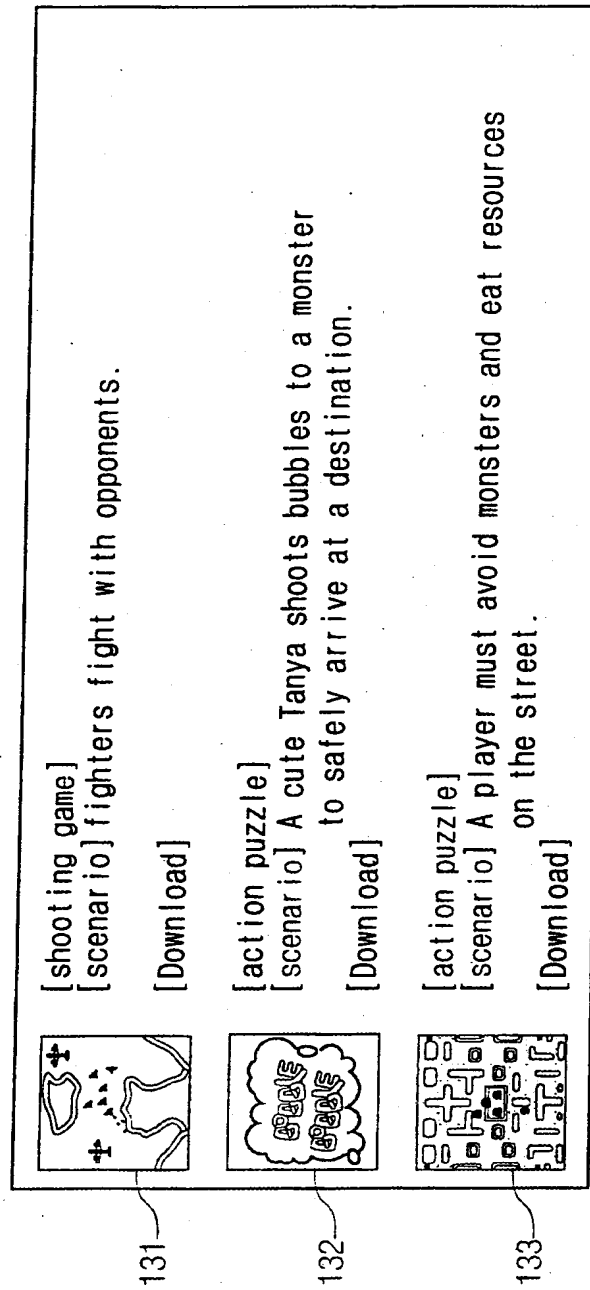 131
[shooting game]
[scenario] fighters fight with opponents.
[Download]
132
BOBBLE
BOBBLE
[action puzzle]
[scenario] A cute Tanya shoots bubbles to a monster
to safely arrive at a destination.
[Download]
133
[action puzzle]
[scenario] A player must avoid monsters and eat resources
on the street.
[Download]